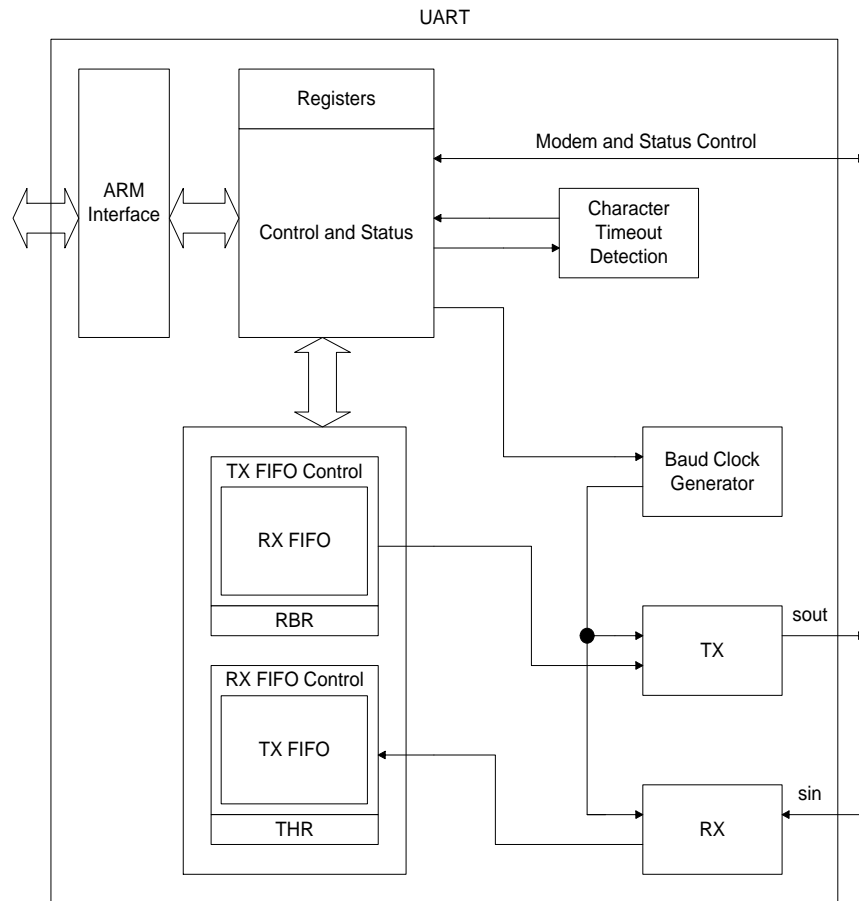 UART
Registers
Modem and Status Control
ARM
Interface
Control and Status
Character
Timeout
Detection
TX FIFO Control
RX FIFO
RBR
Baud Clock
Generator
sout
TX
RX FIFO Control
TX FIFO
THR
sin
RX